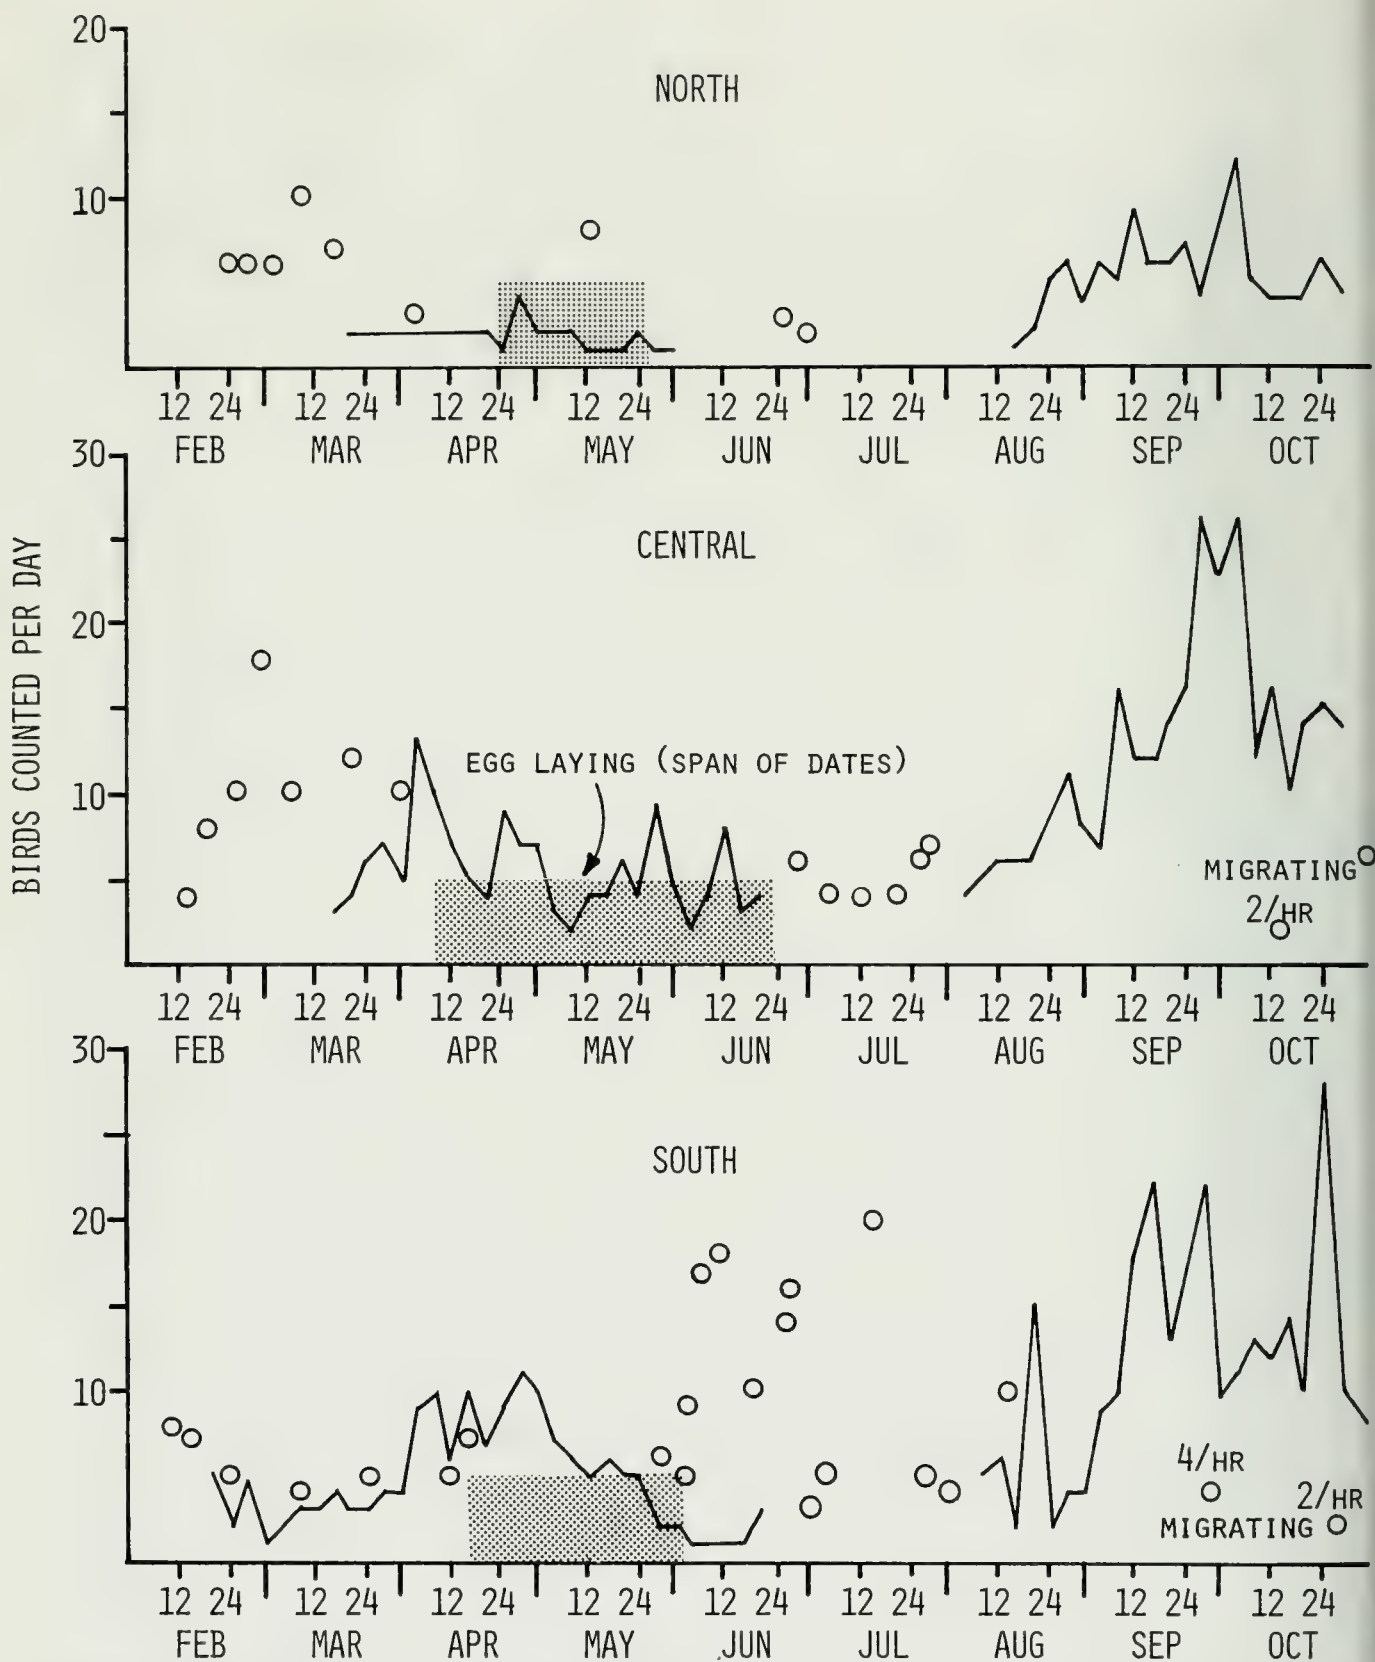 20
NORTH
10
12 24 12 24 12 24 12 24 12 24 12 24 12 24 12 24 12 24
FEB MAR APR MAY JUN JUL AUG SEP OCT
BIRDS COUNTED PER DAY
30
CENTRAL
20
EGG LAYING (SPAN OF DATES)
10
MIGRATING
2/HR
12 24 12 24 12 24 12 24 12 24 12 24 12 24 12 24 12 24
FEB MAR APR MAY JUN JUL AUG SEP OCT
30
SOUTH
20
10
4/HR
2/HR
MIGRATING
12 24 12 24 12 24 12 24 12 24 12 24 12 24 12 24 12 24
FEB MAR APR MAY JUN JUL AUG SEP OCT